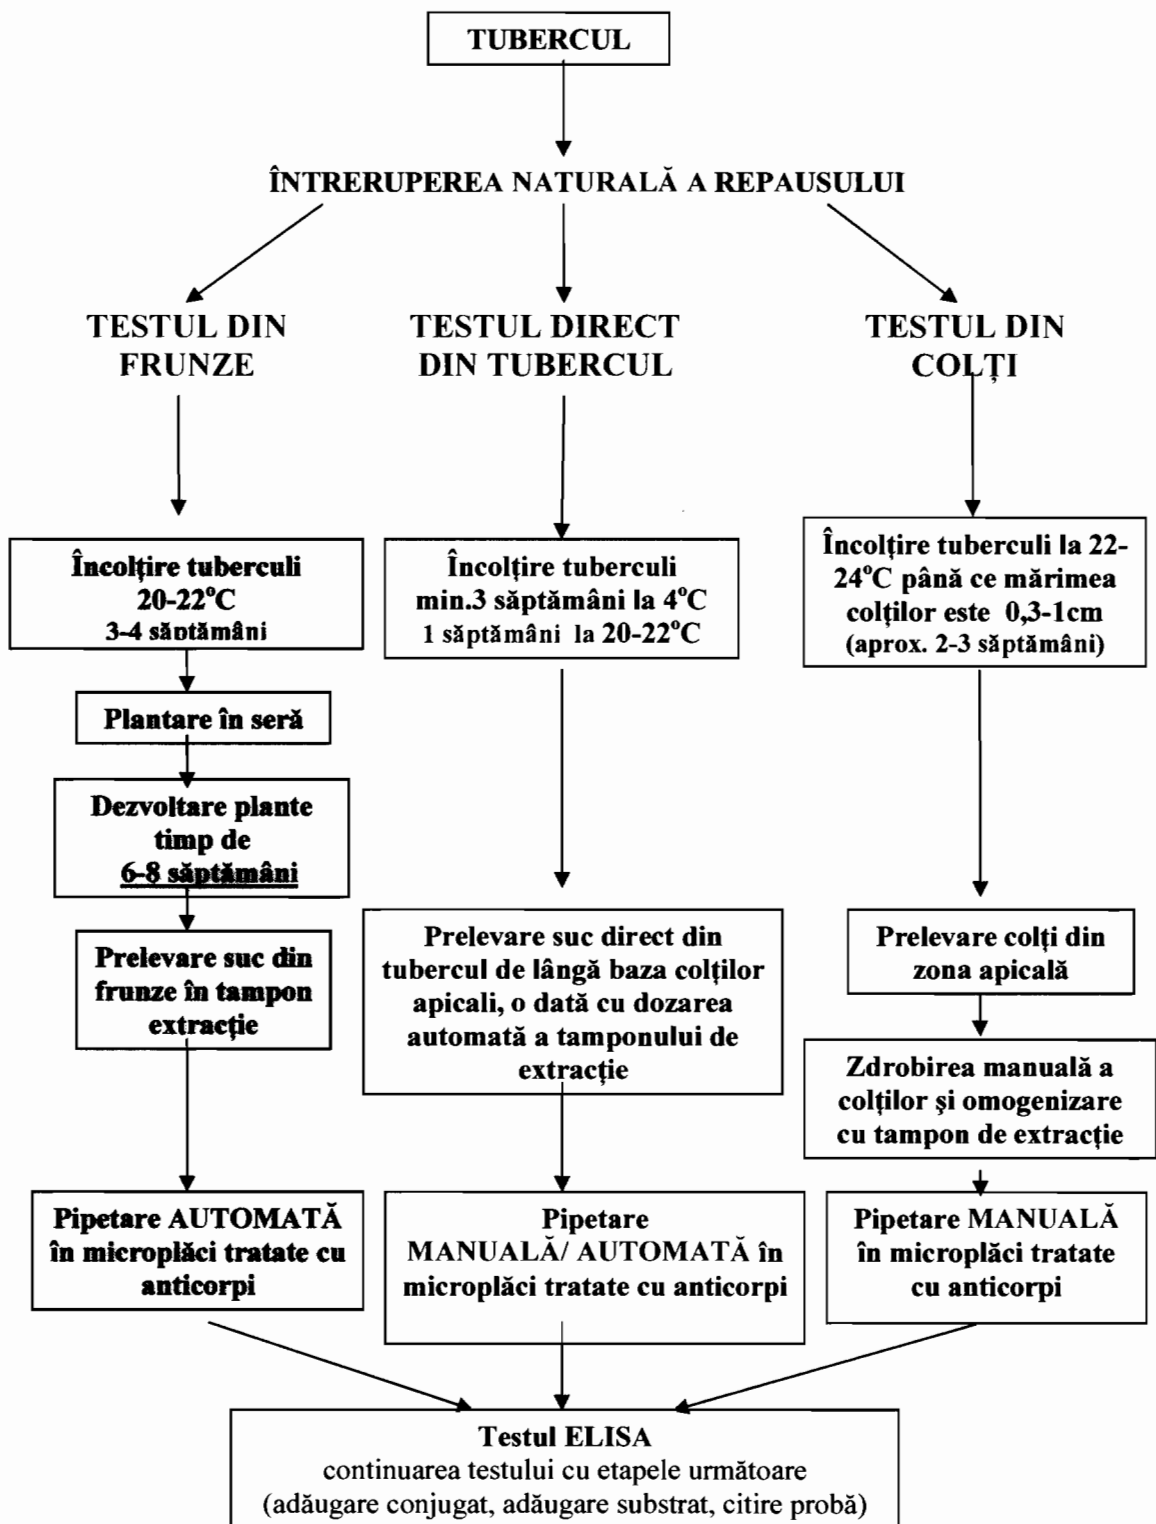 TUBERCUL
ÎNTRERUPEREA NATURALĂ A REPAUSULUI
TESTUL DIN
FRUNZE
TESTUL DIRECT
DIN TUBERCUL
TESTUL DIN
COLȚI
Încolțire tuberculi
20-22°C
3-4 săptămâni
Încolțire tuberculi
min.3 săptămâni la 4°C
1 săptămâni la 20-22°C
Încolțire tuberculi la 22-
24°C până ce mărimea
colților este 0,3-1cm
(aprox. 2-3 săptămâni)
Plantare în seră
Dezvoltare plante
timp de
6-8 săptămâni
Prelevare suc din
frunze în tampon
extracție
Prelevare suc direct din
tubercul de lângă baza colților
apicali, o dată cu dozarea
automată a tamponului de
extracție
Prelevare colți din
zona apicală
Zdrobirea manuală a
colților și omogenizare
cu tampon de extracție
Pipetare AUTOMATĂ
în microplăci tratate cu
anticorpi
Pipetare
MANUALĂ/ AUTOMATĂ în
microplăci tratate cu anticorpi
Pipetare MANUALĂ
în microplăci tratate
cu anticorpi
Testul ELISA
continuarea testului cu etapele următoare
(adăugare conjugat, adăugare substrat, citire probă)